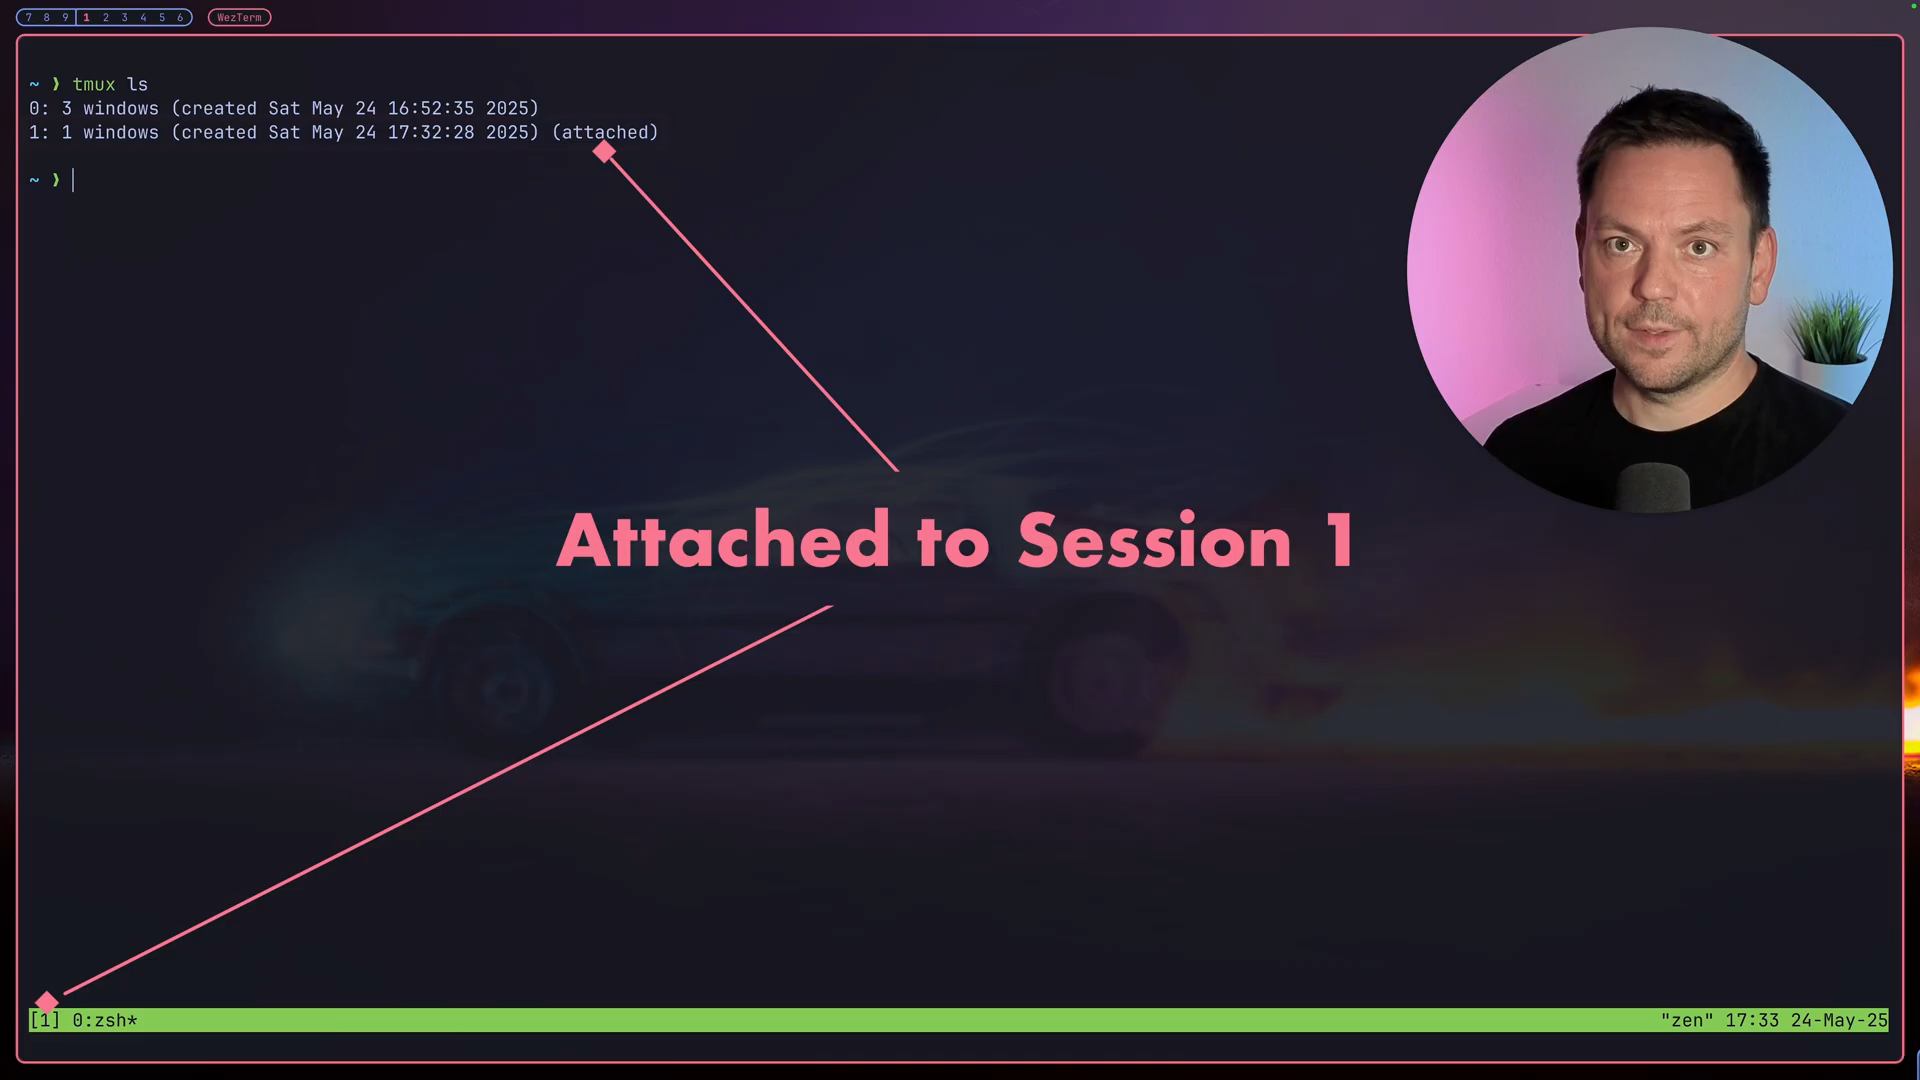 7 8 9 1 2 3 4 5 6 WezTerm
~ ❯ tmux ls
0: 3 windows (created Sat May 24 16:52:35 2025)
1: 1 windows (created Sat May 24 17:32:28 2025) (attached)
~ ❯
Attached to Session 1
[1] 0:zsh* "zen" 17:33 24-May-25